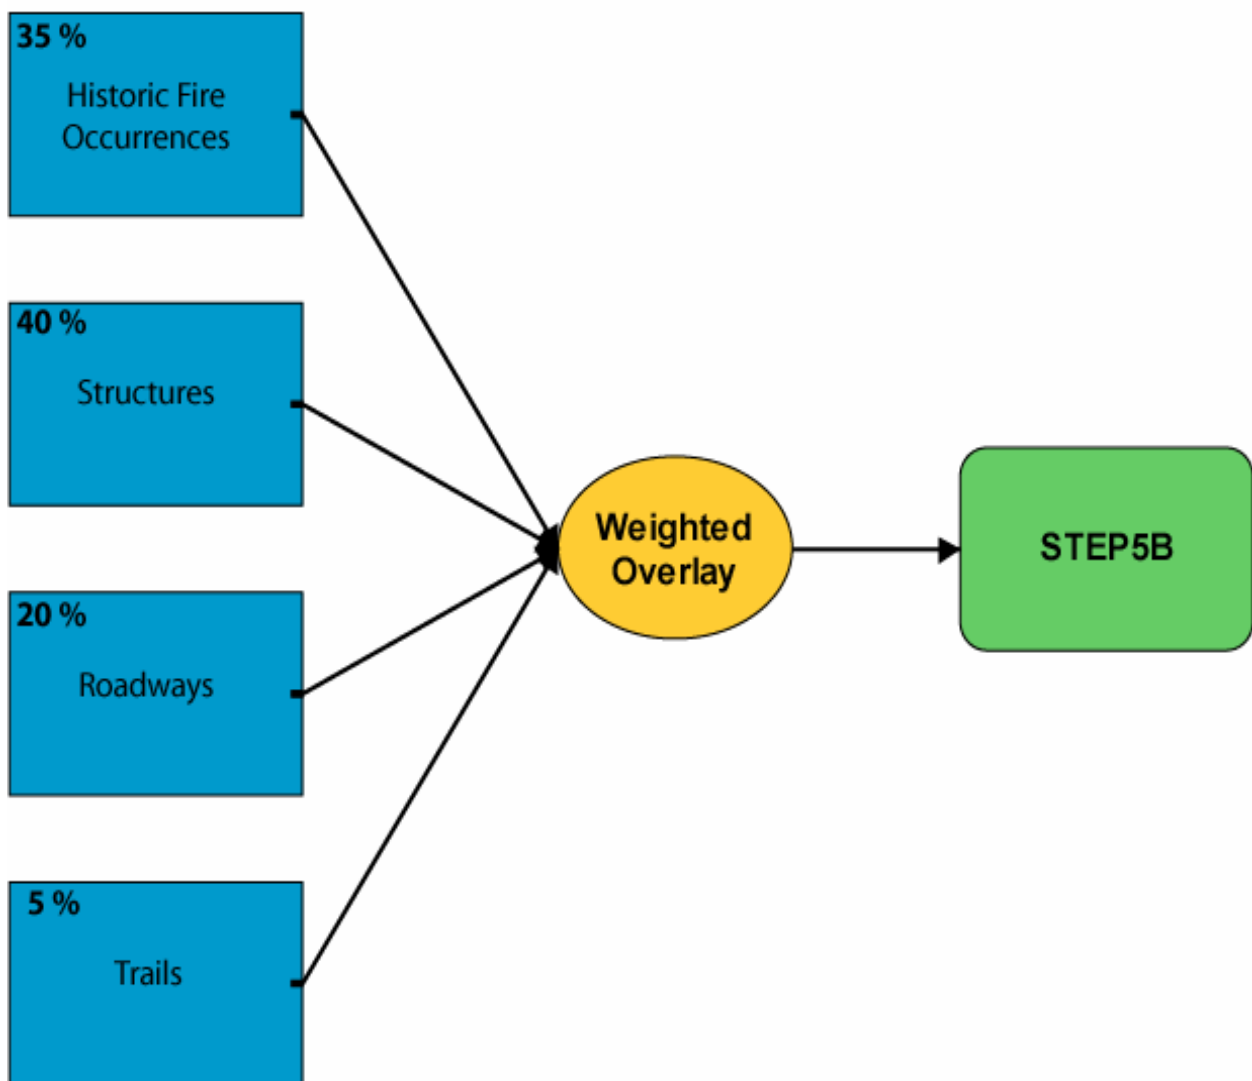 35 %
Historic Fire
Occurrences
40 %
Structures
20 %
Roadways
5 %
Trails
Weighted
Overlay
STEP5B